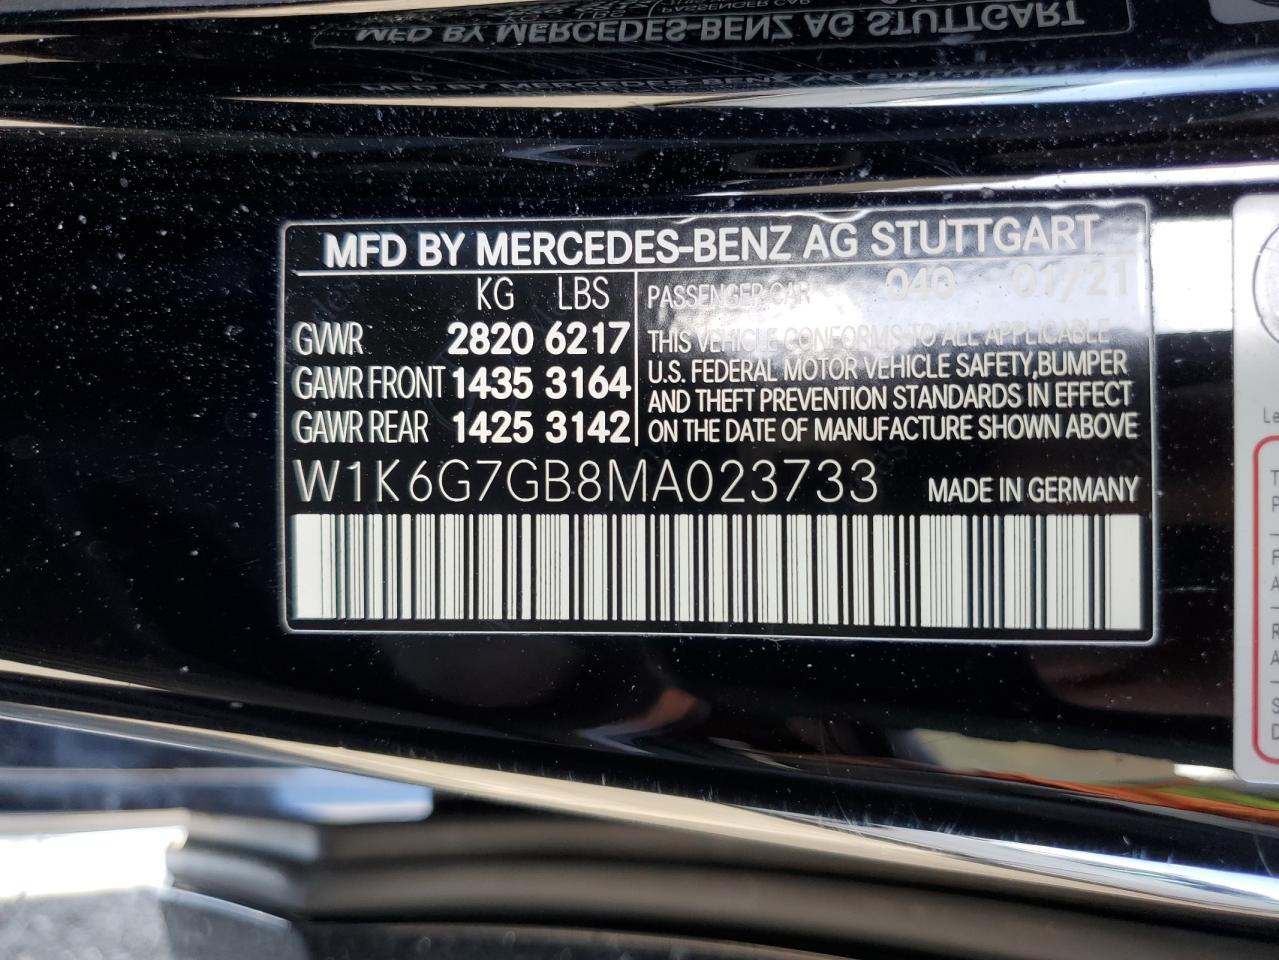 MFD BY MERCEDES-BENZ AG STUTTGART
KG LBS
GVWR 2820 6217
GAWR FRONT 1435 3164
GAWR REAR 1425 3142
PASSENGER CAR 040 01/21
THIS VEHICLE CONFORMS TO ALL APPLICABLE
U.S. FEDERAL MOTOR VEHICLE SAFETY,BUMPER
AND THEFT PREVENTION STANDARDS IN EFFECT
ON THE DATE OF MANUFACTURE SHOWN ABOVE
W1K6G7GB8MA023733 MADE IN GERMANY